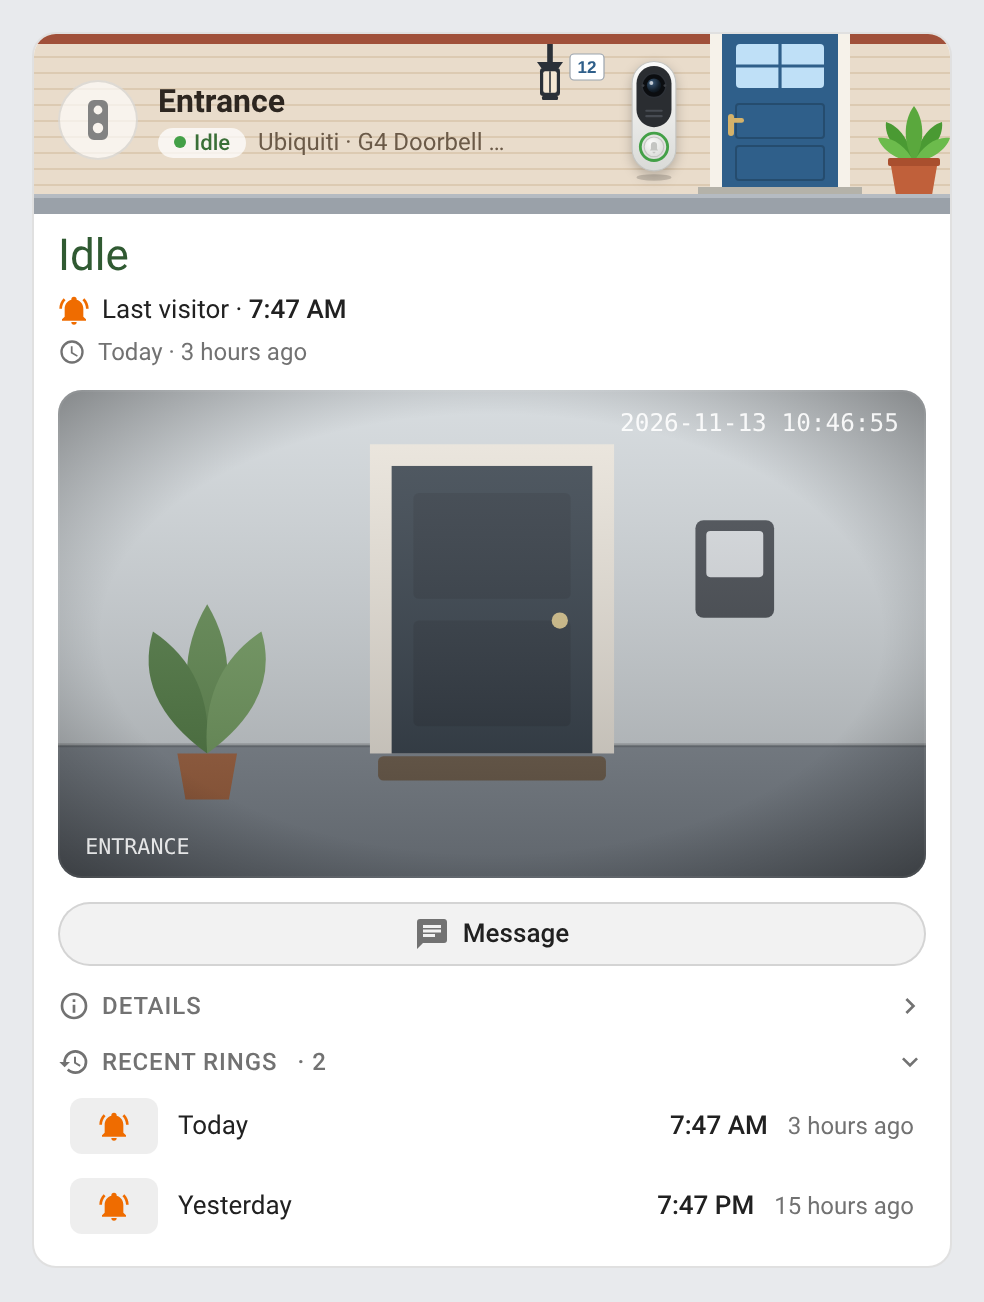 12
Entrance
Idle Ubiquiti · G4 Doorbell ...
Idle
Last visitor · 7:47 AM
Today · 3 hours ago
2026-11-13 10:46:55
ENTRANCE
Message
DETAILS
RECENT RINGS · 2
Today 7:47 AM 3 hours ago
Yesterday 7:47 PM 15 hours ago